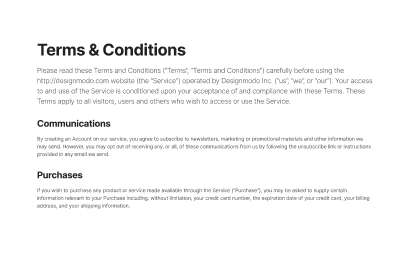 Terms & Conditions
Please read these Terms and Conditions ("Terms", "Terms and Conditions") carefully before using the
http://designmodo.com website (the "Service") operated by Designmodo Inc. ("us", "we", or "our"). Your access
to and use of the Service is conditioned upon your acceptance of and compliance with these Terms. These
Terms apply to all visitors, users and others who wish to access or use the Service.
Communications
By creating an Account on our service, you agree to subscribe to newsletters, marketing or promotional materials and other information we
may send. However, you may opt out of receiving any, or all, of these communications from us by following the unsubscribe link or instructions
provided in any email we send.
Purchases
If you wish to purchase any product or service made available through the Service ("Purchase"), you may be asked to supply certain
information relevant to your Purchase including, without limitation, your credit card number, the expiration date of your credit card, your billing
address, and your shipping information.